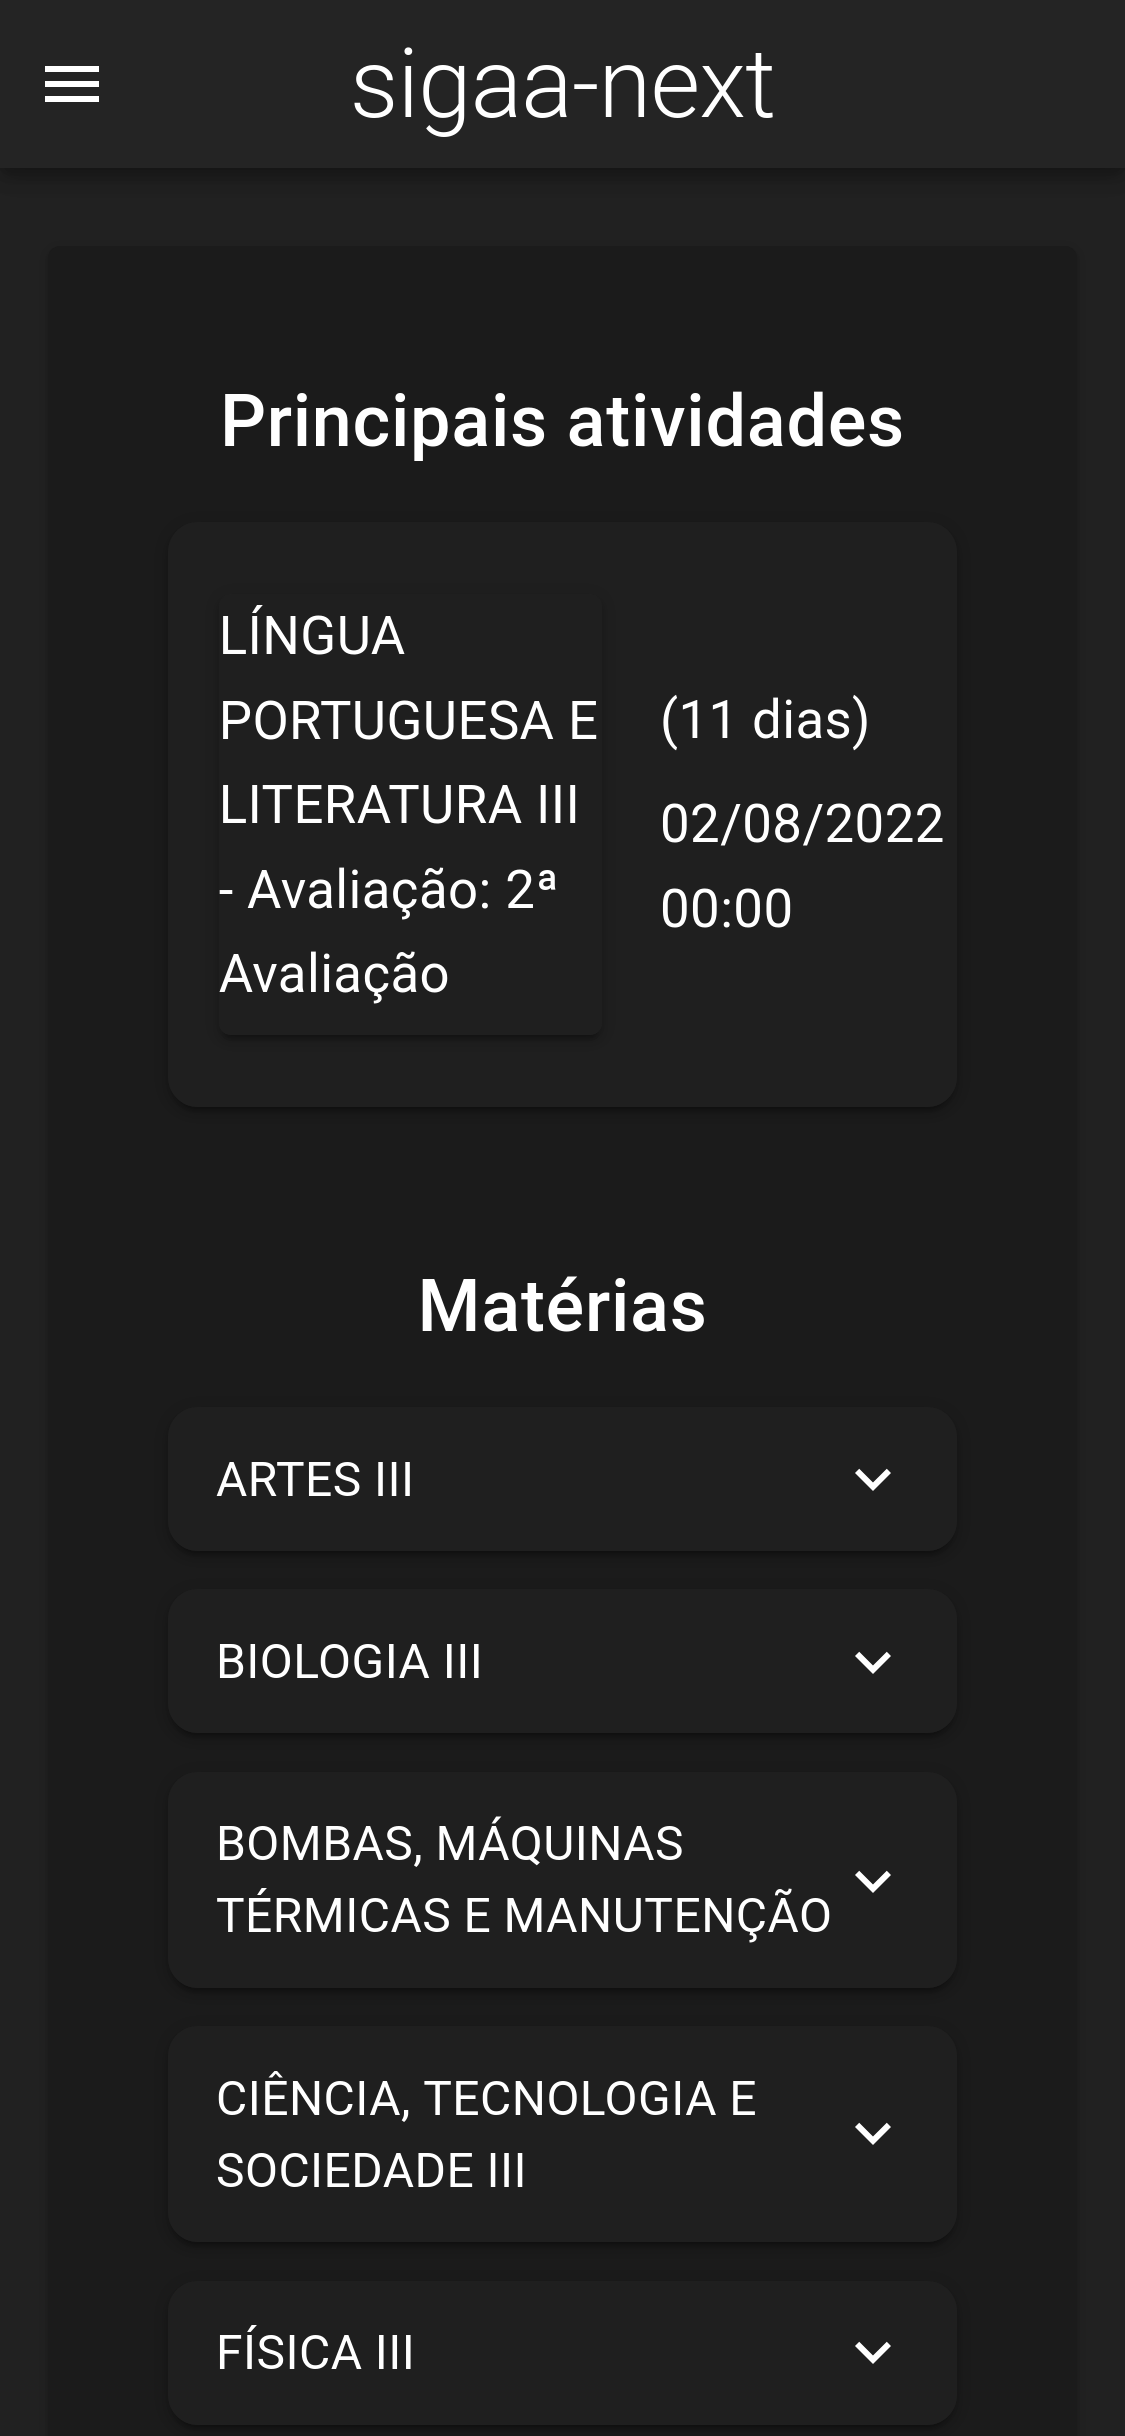 sigaa-next
Principais atividades
LÍNGUA
PORTUGUESA E
LITERATURA III
- Avaliação: 2ª
Avaliação
(11 dias)
02/08/2022
00:00
Matérias
ARTES III
BIOLOGIA III
BOMBAS, MÁQUINAS
TÉRMICAS E MANUTENÇÃO
CIÊNCIA, TECNOLOGIA E
SOCIEDADE III
FÍSICA III